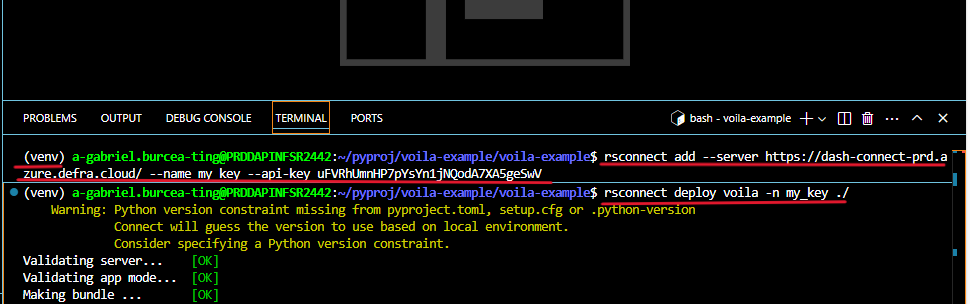 PROBLEMS OUTPUT DEBUG CONSOLE TERMINAL PORTS bash - voila-example
(venv) a-gabriel.burcea-ting@PRDDAPINFSR2442:~/pyproj/voila-example/voila-example$ rsconnect add --server https://dash-connect-prd.a
zure.defra.cloud/ --name my_key --api-key uFVRhUmnHP7pYsYn1jNQodA7XA5geSwV
(venv) a-gabriel.burcea-ting@PRDDAPINFSR2442:~/pyproj/voila-example/voila-example$ rsconnect deploy voila -n my_key ./
Warning: Python version constraint missing from pyproject.toml, setup.cfg or .python-version
Connect will guess the version to use based on local environment.
Consider specifying a Python version constraint.
Validating server... [OK]
Validating app mode... [OK]
Making bundle ... [OK]